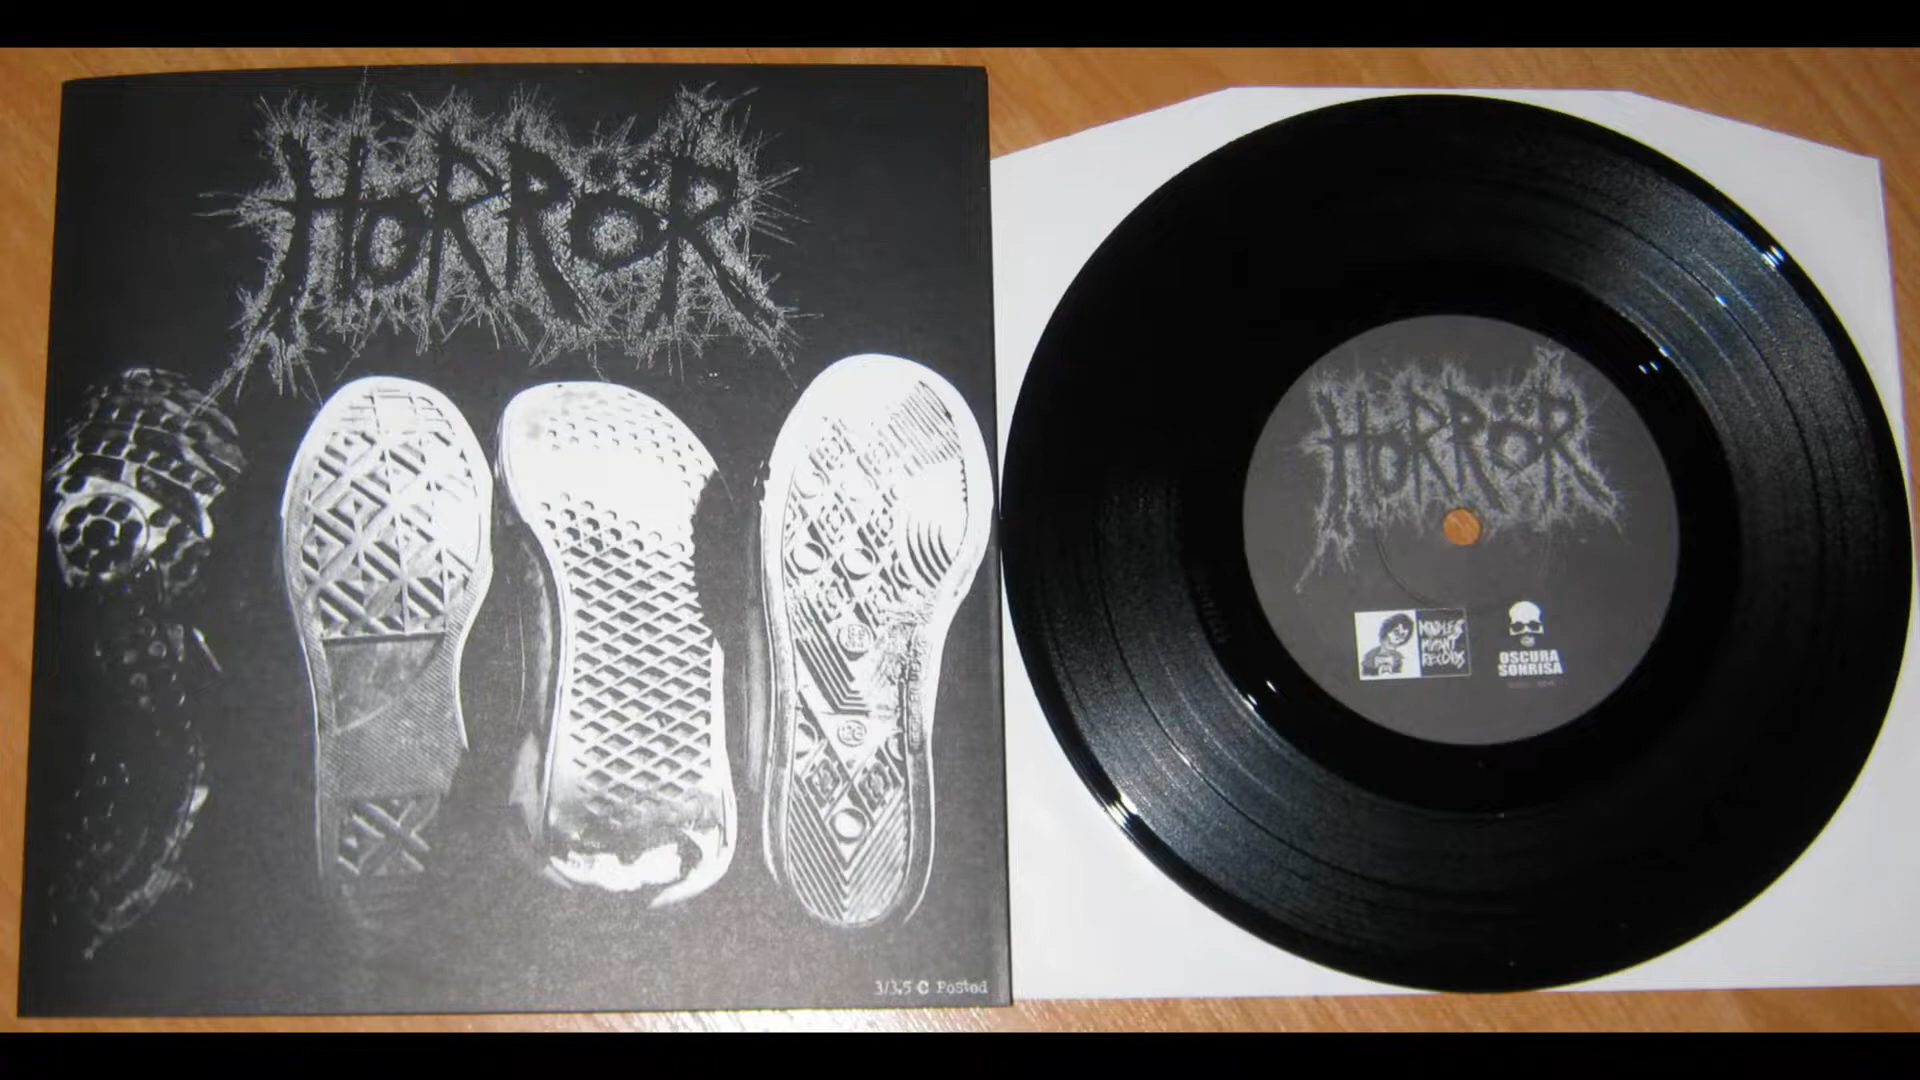 HORRÖR
3/3,5 € Posted
HORRÖR
MINDLESS
MUTANT
RECORDS
OSCURA
SONRISA